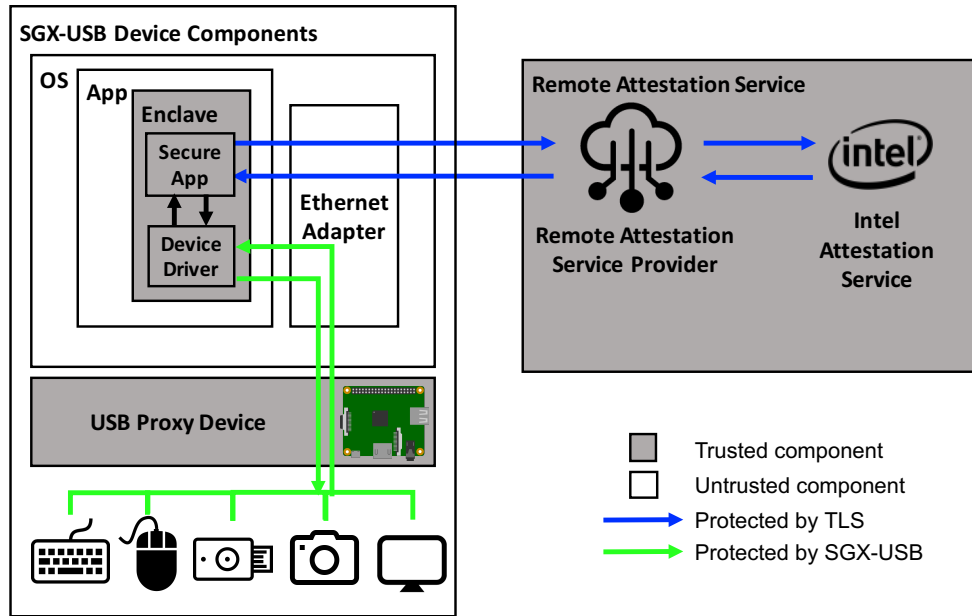 SGX-USB Device Components
OS
App
Enclave
Secure
App
Device
Driver
Ethernet
Adapter
USB Proxy Device
Remote Attestation Service
intel
Remote Attestation
Service Provider
Intel
Attestation
Service
Trusted component
Untrusted component
Protected by TLS
Protected by SGX-USB